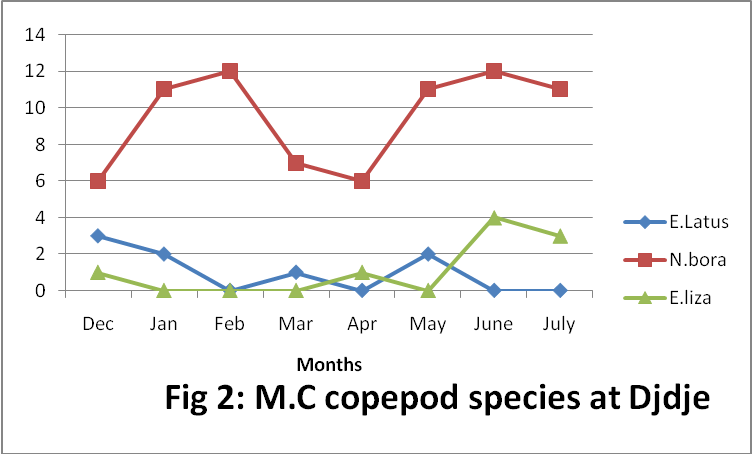 14
12
10
8
6
4
2
0
Dec Jan Feb Mar Apr May June July
E.Latus
N.bora
E.liza
Months
Fig 2: M.C copepod species at Djdje